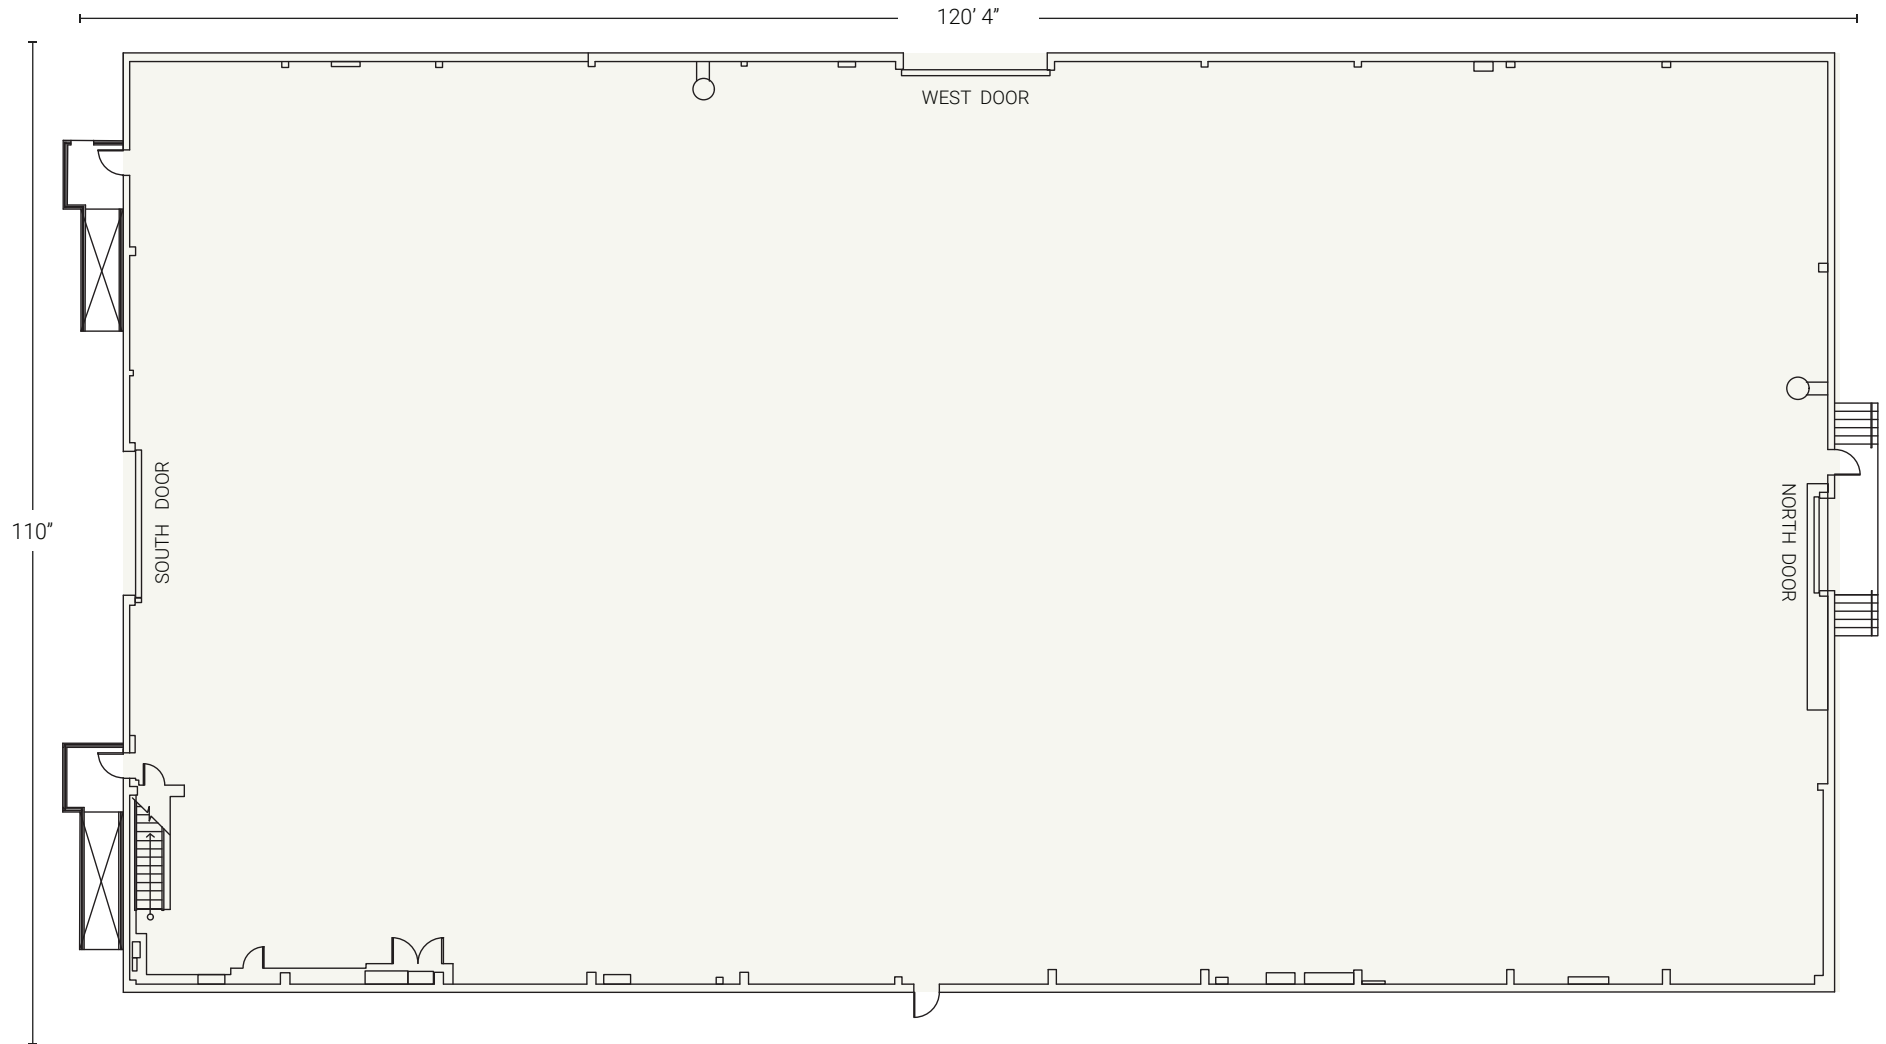 120’ 4”
WEST DOOR
SOUTH DOOR
110”
NORTH DOOR